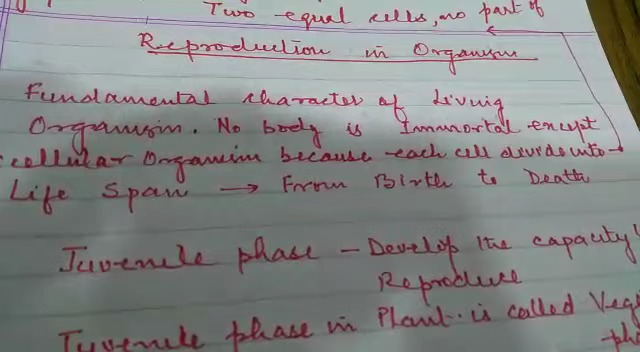 Two equal cells, no part of
Reproduction in Organism
Fundamental character of Living
Organism. No body is Immortal except
cellular Organism because each cell divide into
Life Span → From Birth to Death
Juvenile phase - Develop the capacity
Reproduce
Juvenile phase in Plant is called Veg